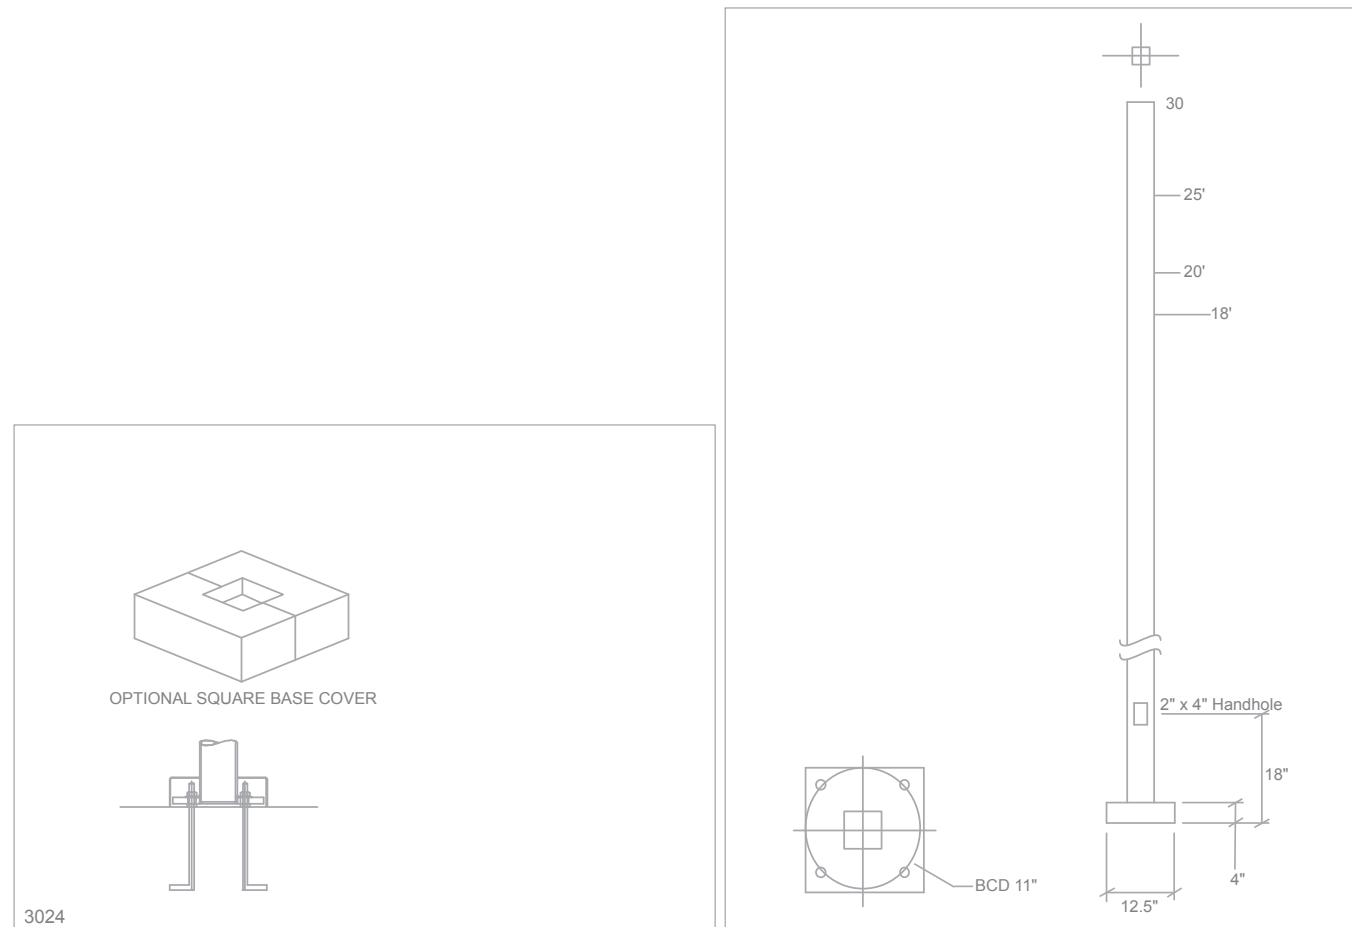 30
25'
20'
18'
OPTIONAL SQUARE BASE COVER
2" x 4" Handhole
18"
BCD 11"
4"
12.5"
3024